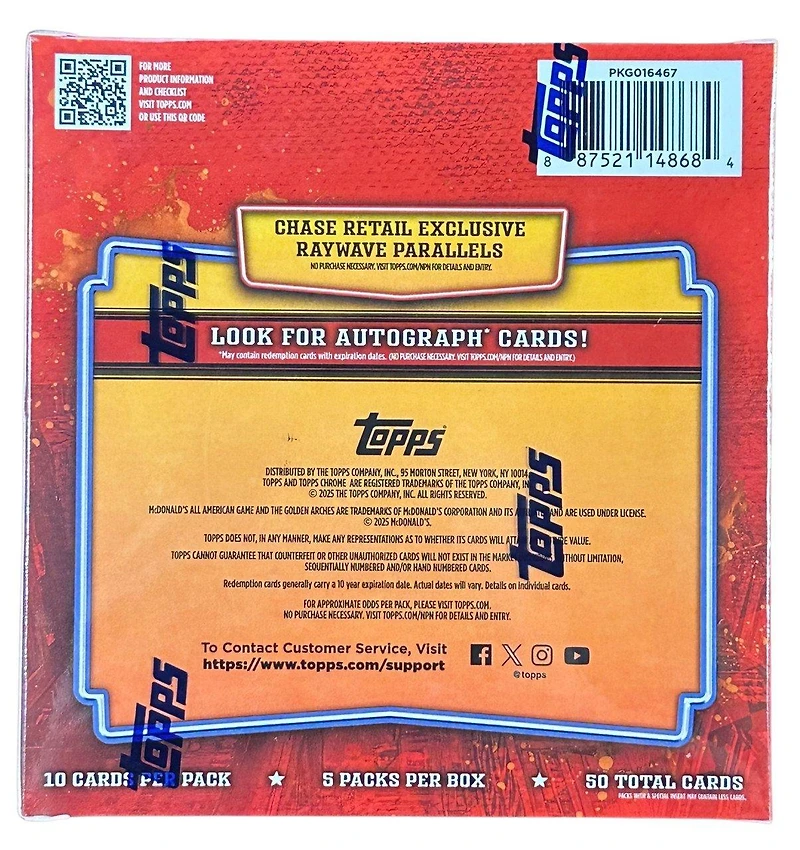 FOR MORE
PRODUCT INFORMATION
AND CHECKLIST
VISIT TOPPS.COM
OR USE THIS QR CODE
PKG016467
8 87521 14868 4
topps
CHASE RETAIL EXCLUSIVE
RAYWAVE PARALLELS
NO PURCHASE NECESSARY. VISIT TOPPS.COM/NPN FOR DETAILS AND ENTRY.
topps
LOOK FOR AUTOGRAPH* CARDS!
*May contain redemption cards with expiration dates. (NO PURCHASE NECESSARY. VISIT TOPPS.COM/NPN FOR DETAILS AND ENTRY.)
topps
DISTRIBUTED BY THE TOPPS COMPANY, INC., 95 MORTON STREET, NEW YORK, NY 10014
TOPPS AND TOPPS CHROME ARE REGISTERED TRADEMARKS OF THE TOPPS COMPANY,
© 2025 THE TOPPS COMPANY, INC. ALL RIGHTS RESERVED.
McDONALD'S ALL AMERICAN GAME AND THE GOLDEN ARCHES ARE TRADEMARKS OF McDONALD'S CORPORATION AND ITS AND ARE USED UNDER LICENSE.
© 2025 McDONALD'S.
topps
TOPPS DOES NOT, IN ANY MANNER, MAKE ANY REPRESENTATIONS AS TO WHETHER ITS CARDS WILL VALUE.
TOPPS CANNOT GUARANTEE THAT COUNTERFEIT OR OTHER UNAUTHORIZED CARDS WILL NOT EXIST IN THE LIMITATION,
SEQUENTIALLY NUMBERED AND/OR HAND NUMBERED CARDS.
Redemption cards generally carry a 10 year expiration date. Actual dates will vary. Details on individual cards.
FOR APPROXIMATE ODDS PER PACK, PLEASE VISIT TOPPS.COM.
NO PURCHASE NECESSARY. VISIT TOPPS.COM/NPN FOR DETAILS AND ENTRY.
To Contact Customer Service, Visit
https://www.topps.com/support
@topps
topps
10 CARDS PER PACK ★ 5 PACKS PER BOX ★ 50 TOTAL CARDS
PACKS WITH A SPECIAL INSERT MAY CONTAIN LESS CARDS.